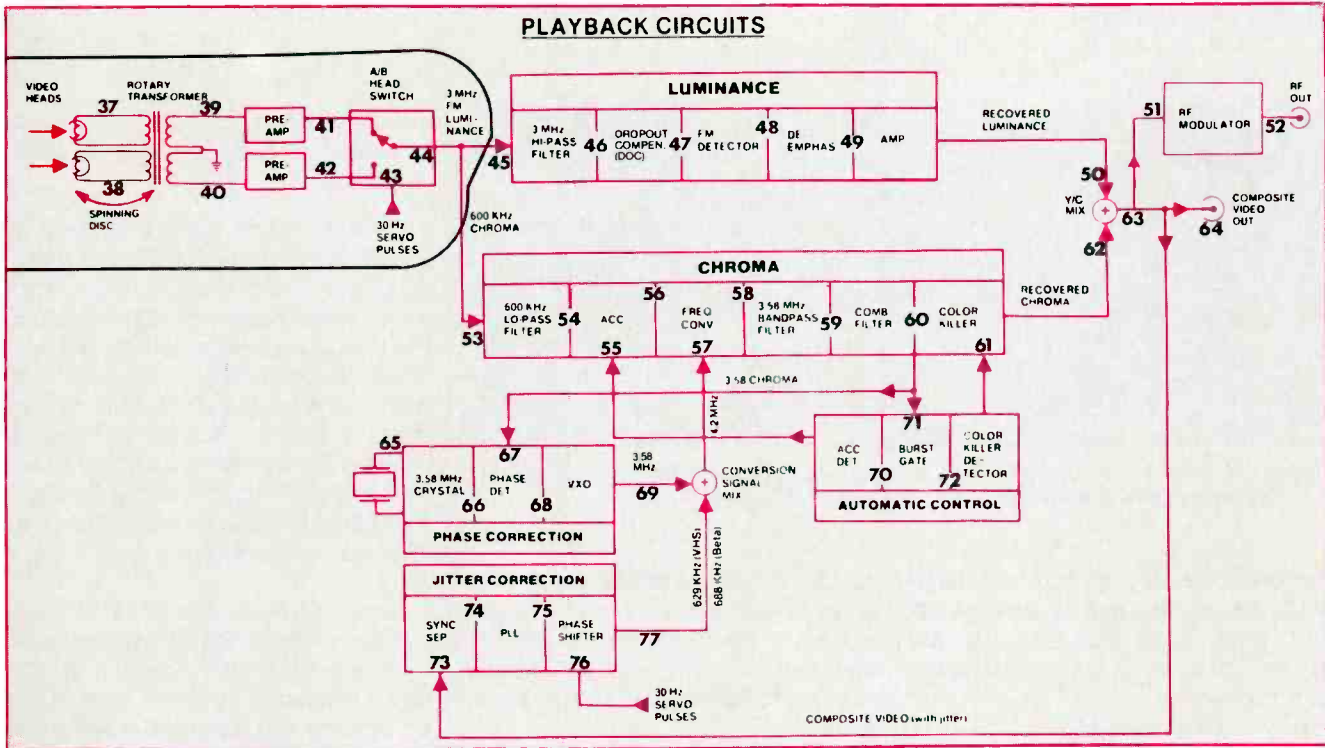 PLAYBACK CIRCUITS
VIDEO
HEADS
37
38
SPINNING
DISC
ROTARY
TRANSFORMER
39
40
PRE-
AMP
41
PRE-
AMP
42
A/B
HEAD
SWITCH
43
44
30 Hz
SERVO
PULSES
3 MHz
FM
LUMI-
NANCE
45
600 KHz
CHROMA
LUMINANCE
3 MHz
HI-PASS
FILTER
46
DROPOUT
COMPEN.
(DOC)
47
FM
DETECTOR
48
DE
EMPHAS
49
AMP
RECOVERED
LUMINANCE
50
Y/C
MIX
+
63
62
51
RF
MODULATOR
52
RF
OUT
COMPOSITE
VIDEO
OUT
64
CHROMA
53
600 KHz
LO-PASS
FILTER
54
ACC
55
56
FREQ
CONV
57
58
3.58 MHz
BANDPASS
FILTER
59
COMB
FILTER
60
COLOR
KILLER
61
RECOVERED
CHROMA
3.58 CHROMA
4.2 MHz
65
3.58 MHz
CRYSTAL
66
67
PHASE
DET
68
VXO
PHASE CORRECTION
3.58
MHz
69
+
CONVERSION
SIGNAL
MIX
ACC
DET
70
71
BURST
GATE
72
COLOR
KILLER
DE-
TECTOR
AUTOMATIC CONTROL
629 KHz (VHS)
688 KHz (Beta)
JITTER CORRECTION
SYNC
SEP
73
74
PLL
75
PHASE
SHIFTER
76
77
30 Hz
SERVO
PULSES
COMPOSITE VIDEO (with jitter)